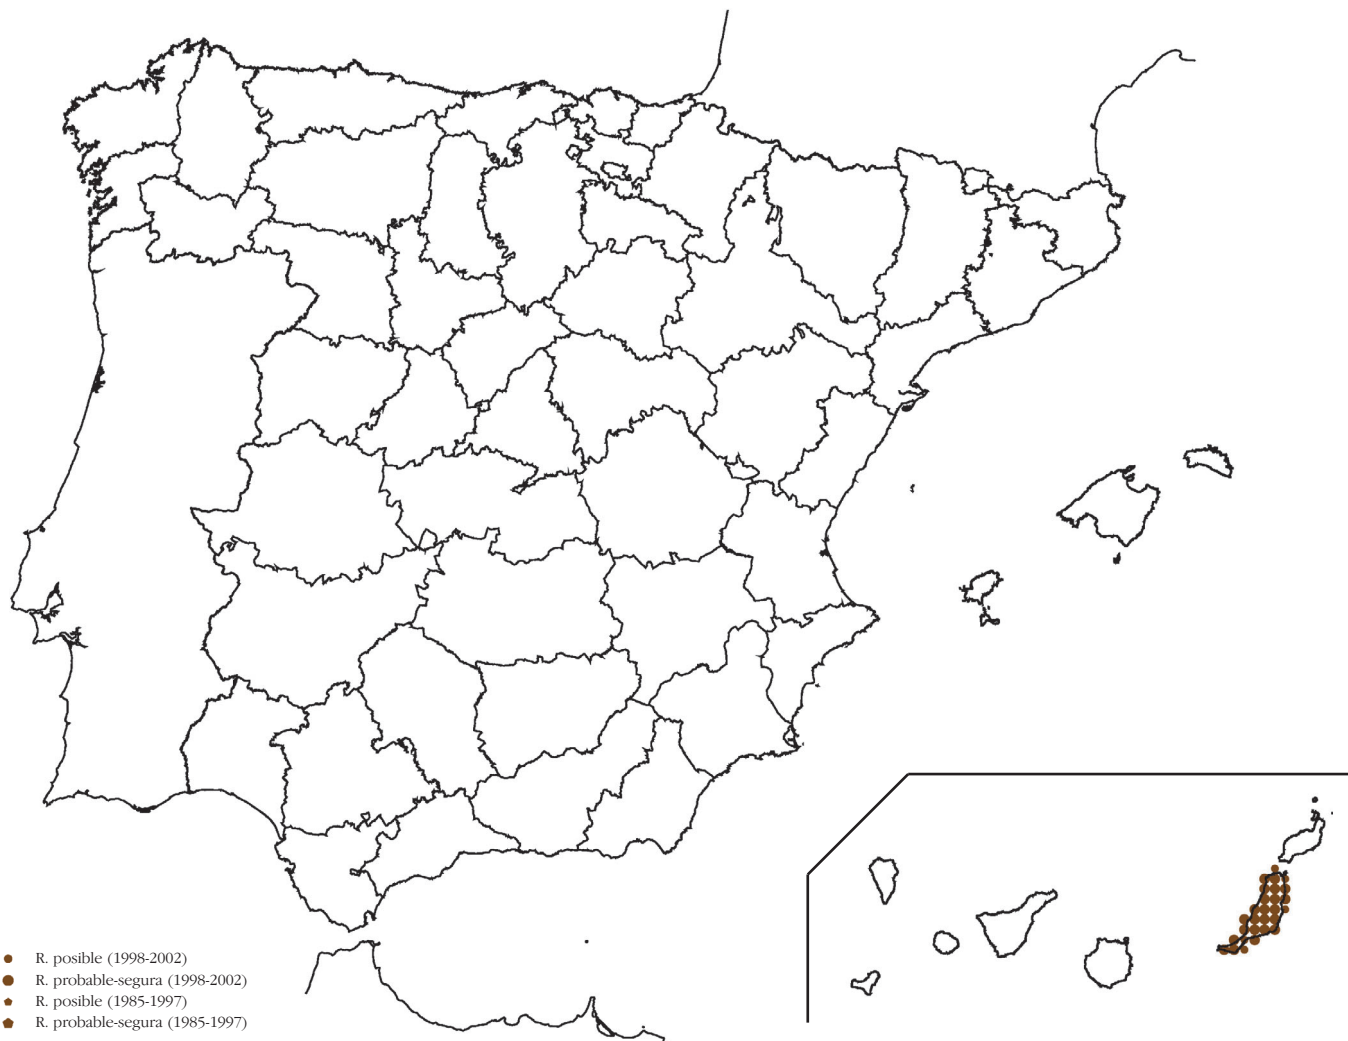 R. posible (1998-2002)
R. probable-segura (1998-2002)
R. posible (1985-1997)
R. probable-segura (1985-1997)